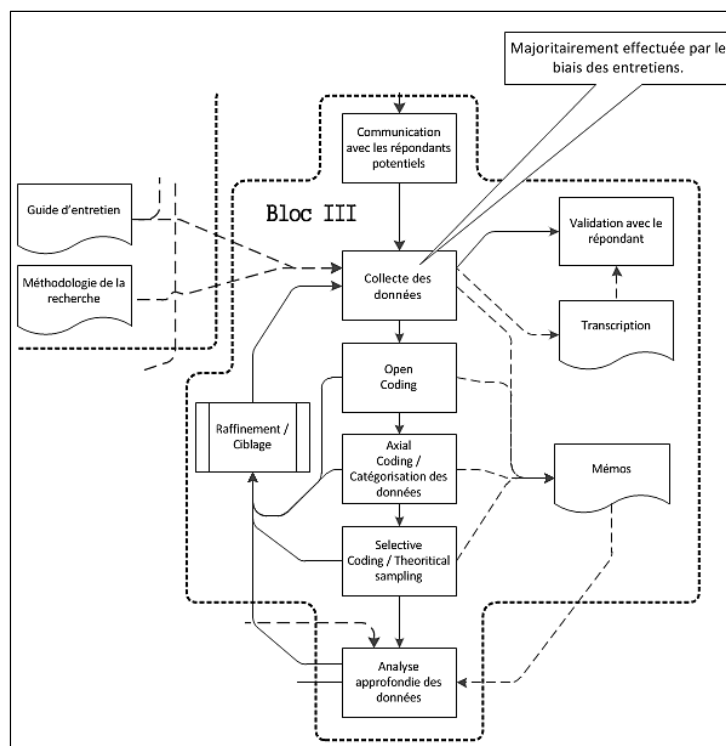 Majoritairement effectuée par le
biais des entretiens.
Communication
avec les répondants
potentiels
Guide d'entretien
Bloc III
Validation avec le
répondant
Méthodologie de la
recherche
Collecte des
données
Transcription
Open
Coding
Raffinement /
Ciblage
Axial
Coding /
Catégorisation des
données
Mémos
Selective
Coding / Theoritical
sampling
Analyse
approfondie des
données